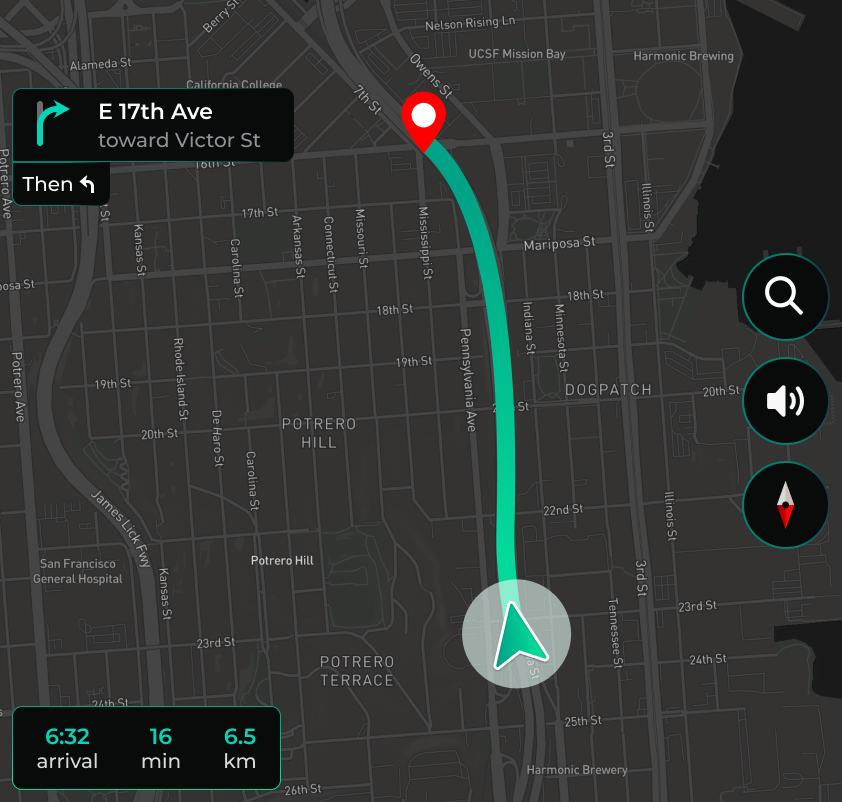 Berry St
Nelson Rising Ln
UCSF Mission Bay
Harmonic Brewing
Alameda St
California College
Owens St
7th St
E 17th Ave
toward Victor St
Then
16th St
3rd St
Potrero Ave
Illinois St
17th St
Kansas St
Carolina St
Arkansas St
Connecticut St
Missouri St
Mississippi St
Mariposa St
osa St
St
18th St
18th St
Indiana St
Minnesota St
Pennsylvania Ave
Potrero Ave
Rhode Island St
19th St
19th St
DOGPATCH
20th St
St
20th St
De Haro St
POTRERO
HILL
Carolina St
James Lick Fwy
22nd St
Illinois St
San Francisco
General Hospital
Potrero Hill
Kansas St
3rd St
Tennessee St
23rd St
23rd St
24th St
POTRERO
TERRACE
24th St
25th St
6:32
arrival
16
min
6.5
km
Harmonic Brewery
26th St